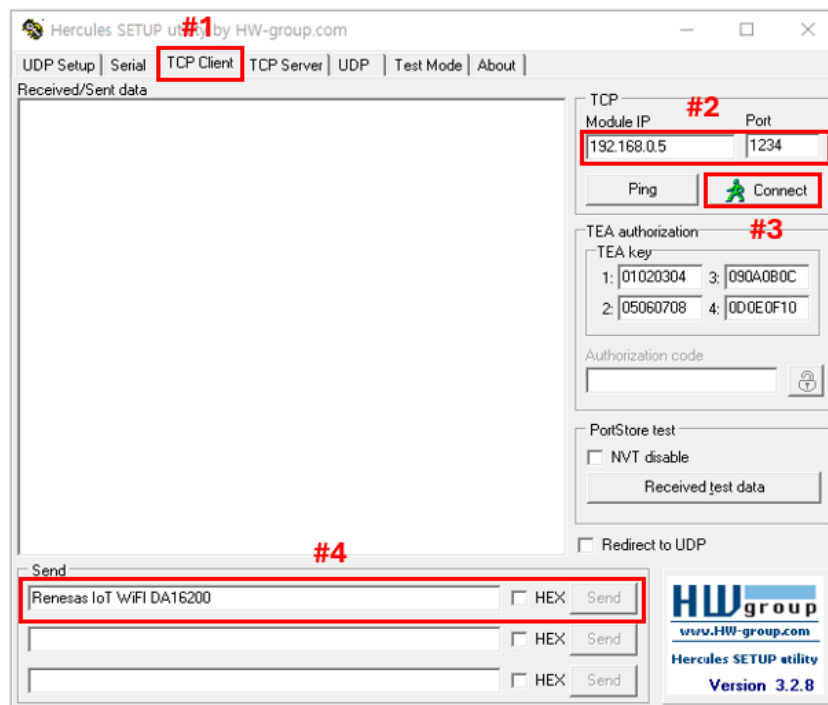 Hercules SETUP utility by HW-group.com
#1
UDP Setup Serial TCP Client TCP Server UDP Test Mode About
Received/Sent data
TCP
#2
Module IP Port
192.168.0.5 1234
Ping Connect
#3
TEA authorization
TEA key
1: 01020304 3: 090A0B0C
2: 05060708 4: 0D0E0F10
Authorization code
PortStore test
NVT disable
Received test data
Redirect to UDP
#4
Send
Renesas IoT WiFI DA16200 HEX Send
HEX Send
HEX Send
HW group
www.HW-group.com
Hercules SETUP utility
Version 3.2.8